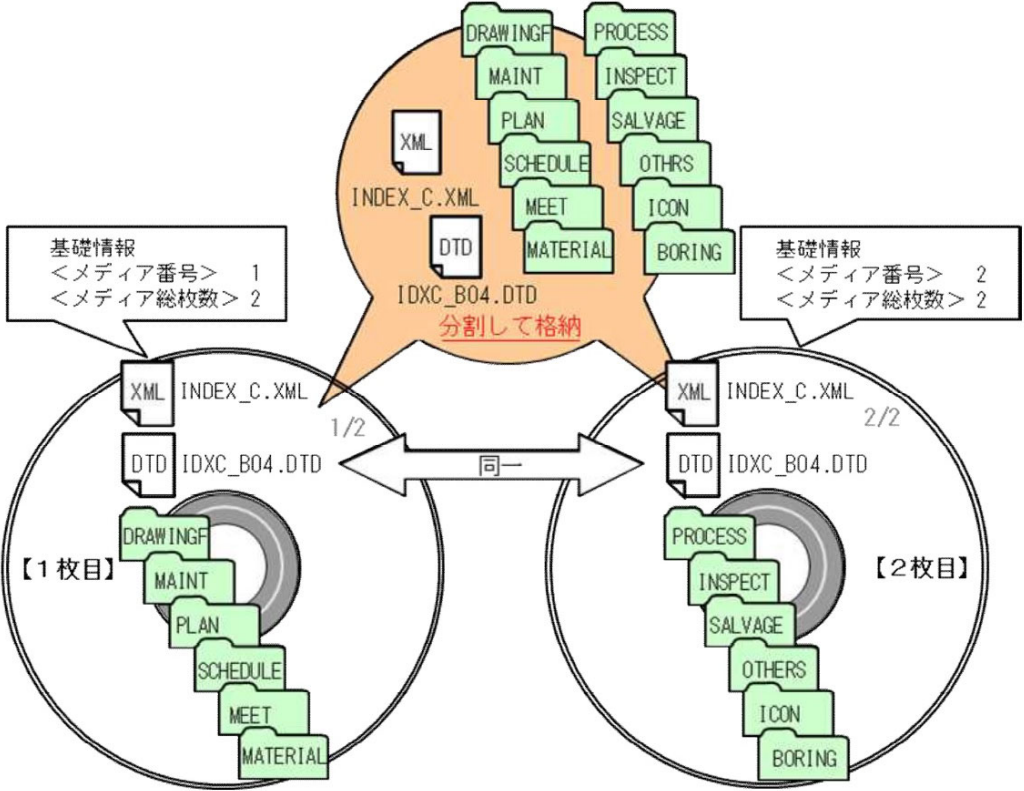 DRAWINGF
MAINT
PLAN
SCHEDULE
MEET
MATERIAL
PROCESS
INSPECT
SALVAGE
OTHRS
ICON
BORING
XML
INDEX_C.XML
DTD
IDXC_B04.DTD
分割して格納
基礎情報
<メディア番号> 1
<メディア総枚数> 2
基礎情報
<メディア番号> 2
<メディア総枚数> 2
XML INDEX_C.XML
1/2
DTD IDXC_B04.DTD
同一
【1枚目】
DRAWINGF
MAINT
PLAN
SCHEDULE
MEET
MATERIAL
XML INDEX_C.XML
2/2
DTD IDXC_B04.DTD
【2枚目】
PROCESS
INSPECT
SALVAGE
OTHERS
ICON
BORING